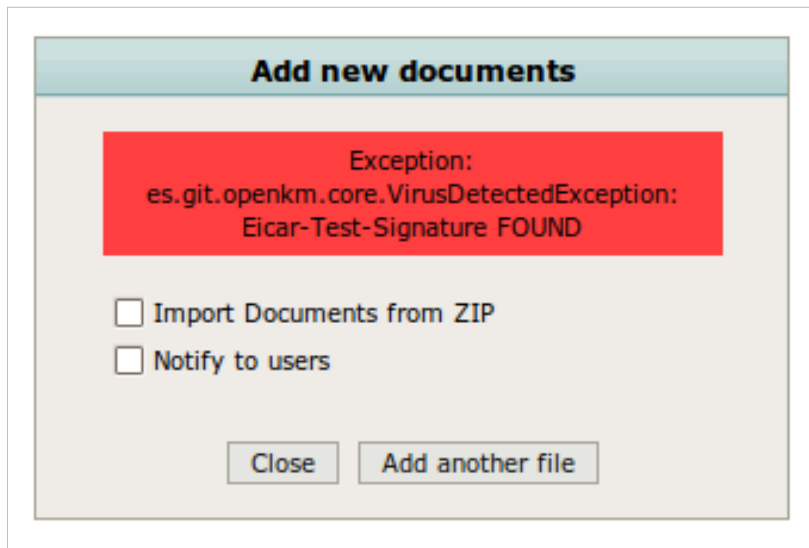 Add new documents
Exception:
es.git.openkm.core.VirusDetectedException:
Eicar-Test-Signature FOUND
Import Documents from ZIP
Notify to users
Close
Add another file